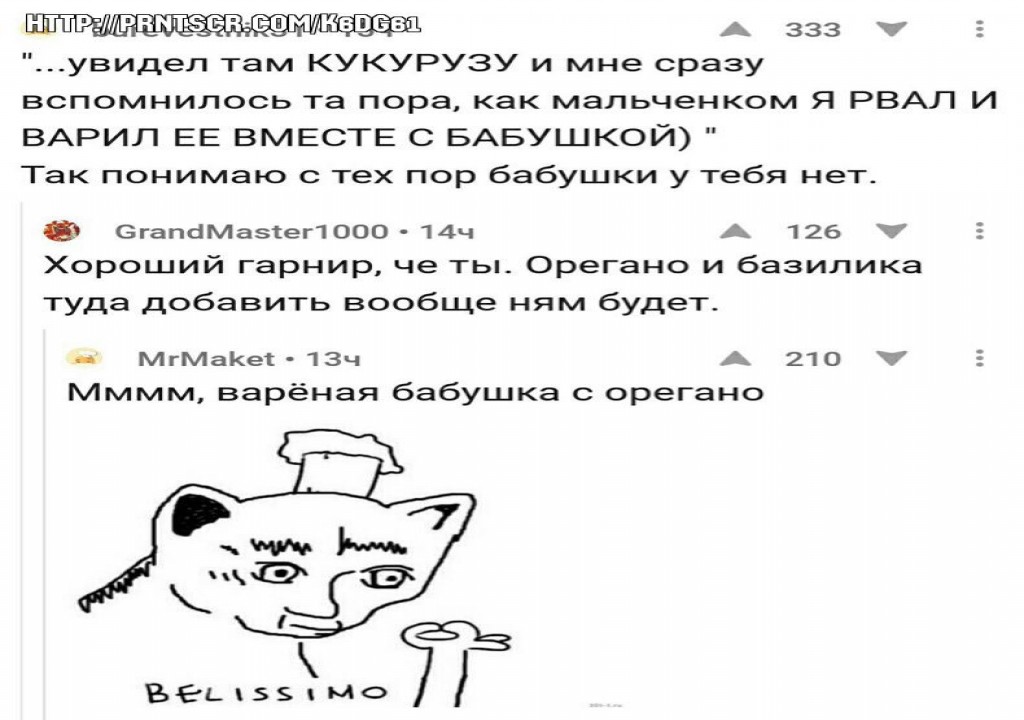 HTTP://PRNTSCR.COM/K6DG61
333
"...увидел там КУКУРУЗУ и мне сразу
вспомнилось та пора, как мальченком Я РВАЛ И
ВАРИЛ ЕЕ ВМЕСТЕ С БАБУШКОЙ) "
Так понимаю с тех пор бабушки у тебя нет.
GrandMaster1000 • 14ч 126
Хороший гарнир, че ты. Орегано и базилика
туда добавить вообще ням будет.
MrMaket • 13ч 210
Мммм, варёная бабушка с орегано
BELISSIMO